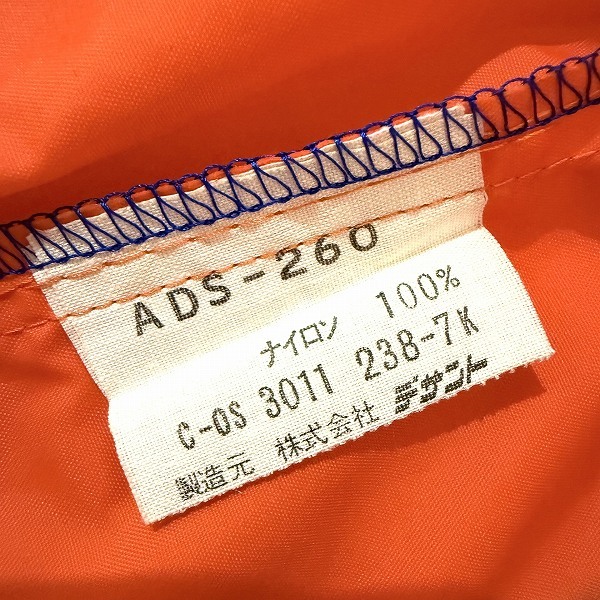 ADS-260
ナイロン 100%
C-OS 3011 238-7K
製造元 株式会社 デサント